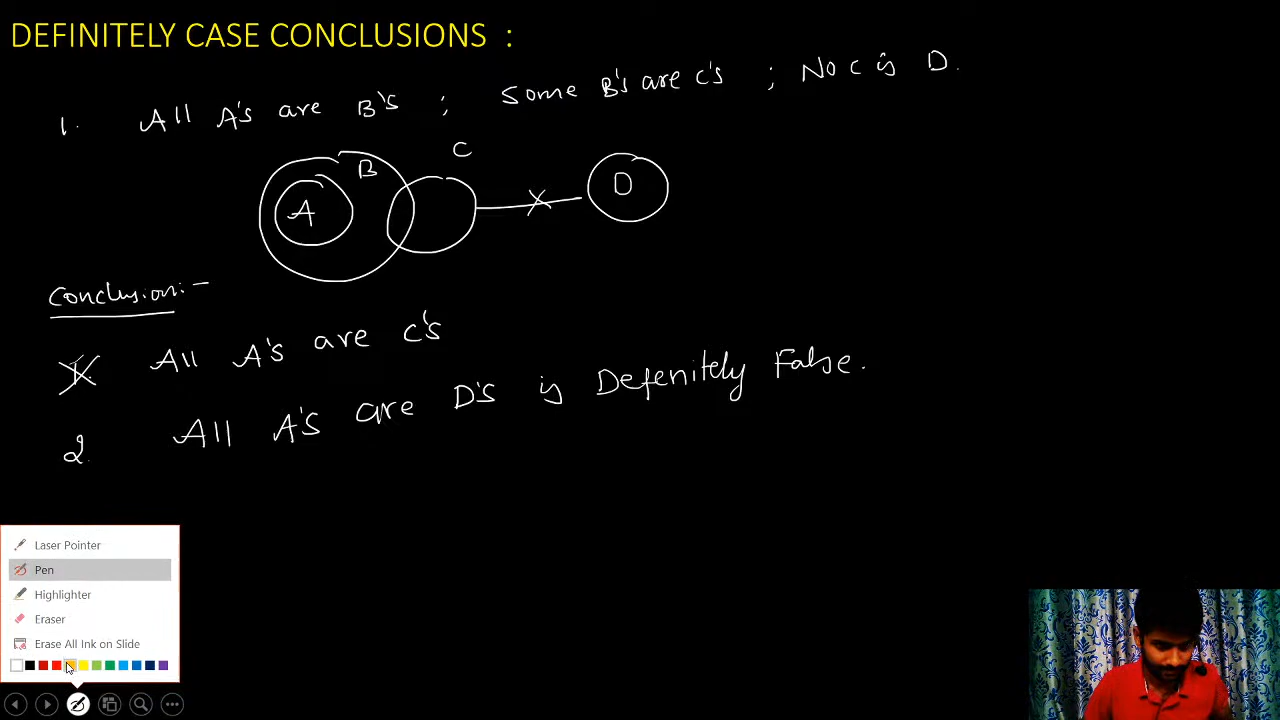 DEFINITELY CASE CONCLUSIONS :
1. All A's are B's ; Some B's are C's ; No C is D.
A B C D
Conclusion:-
1. All A's are C's
2. All A's are D's is Defenitely False.
Laser Pointer
Pen
Highlighter
Eraser
Erase All Ink on Slide